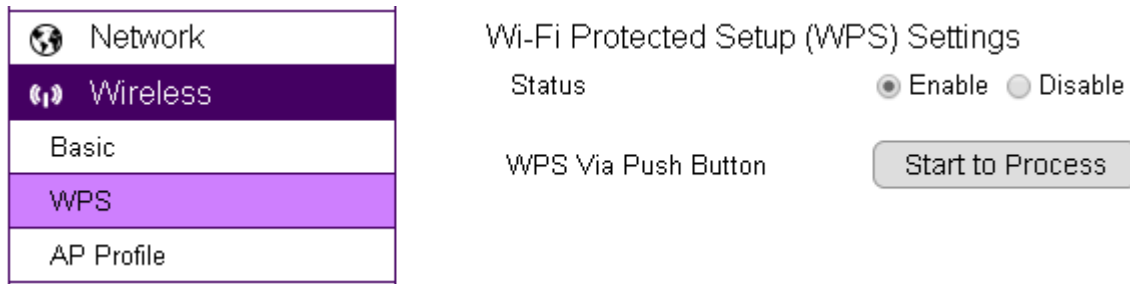 Network
Wireless
Basic
WPS
AP Profile
Wi-Fi Protected Setup (WPS) Settings
Status Enable Disable
WPS Via Push Button Start to Process